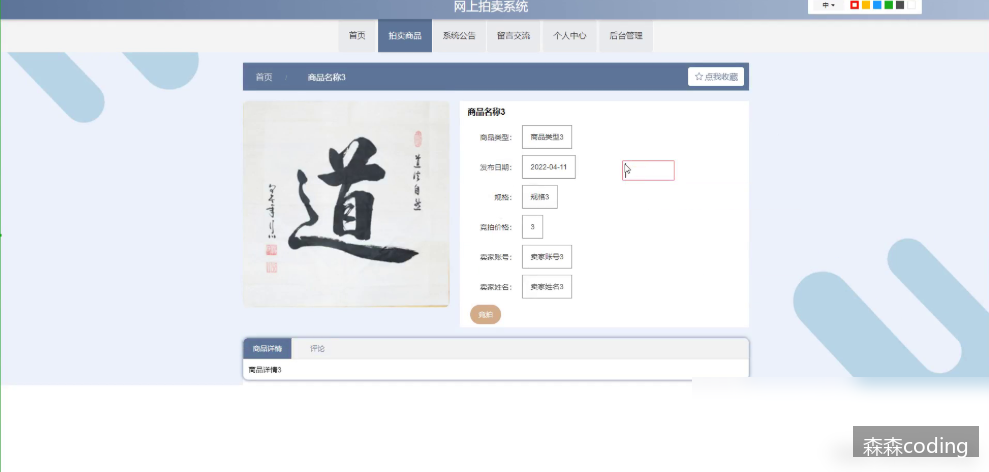 网上拍卖系统
中
首页 拍卖商品 系统公告 留言交流 个人中心 后台管理
首页 / 商品名称3
点我收藏
道
道法自然
商品名称3
商品类型： 商品类型3
发布日期： 2022-04-11
规格： 规格3
竞拍价格： 3
卖家账号： 卖家账号3
卖家姓名： 卖家姓名3
竞拍
商品详情 评论
商品详情3
森森coding